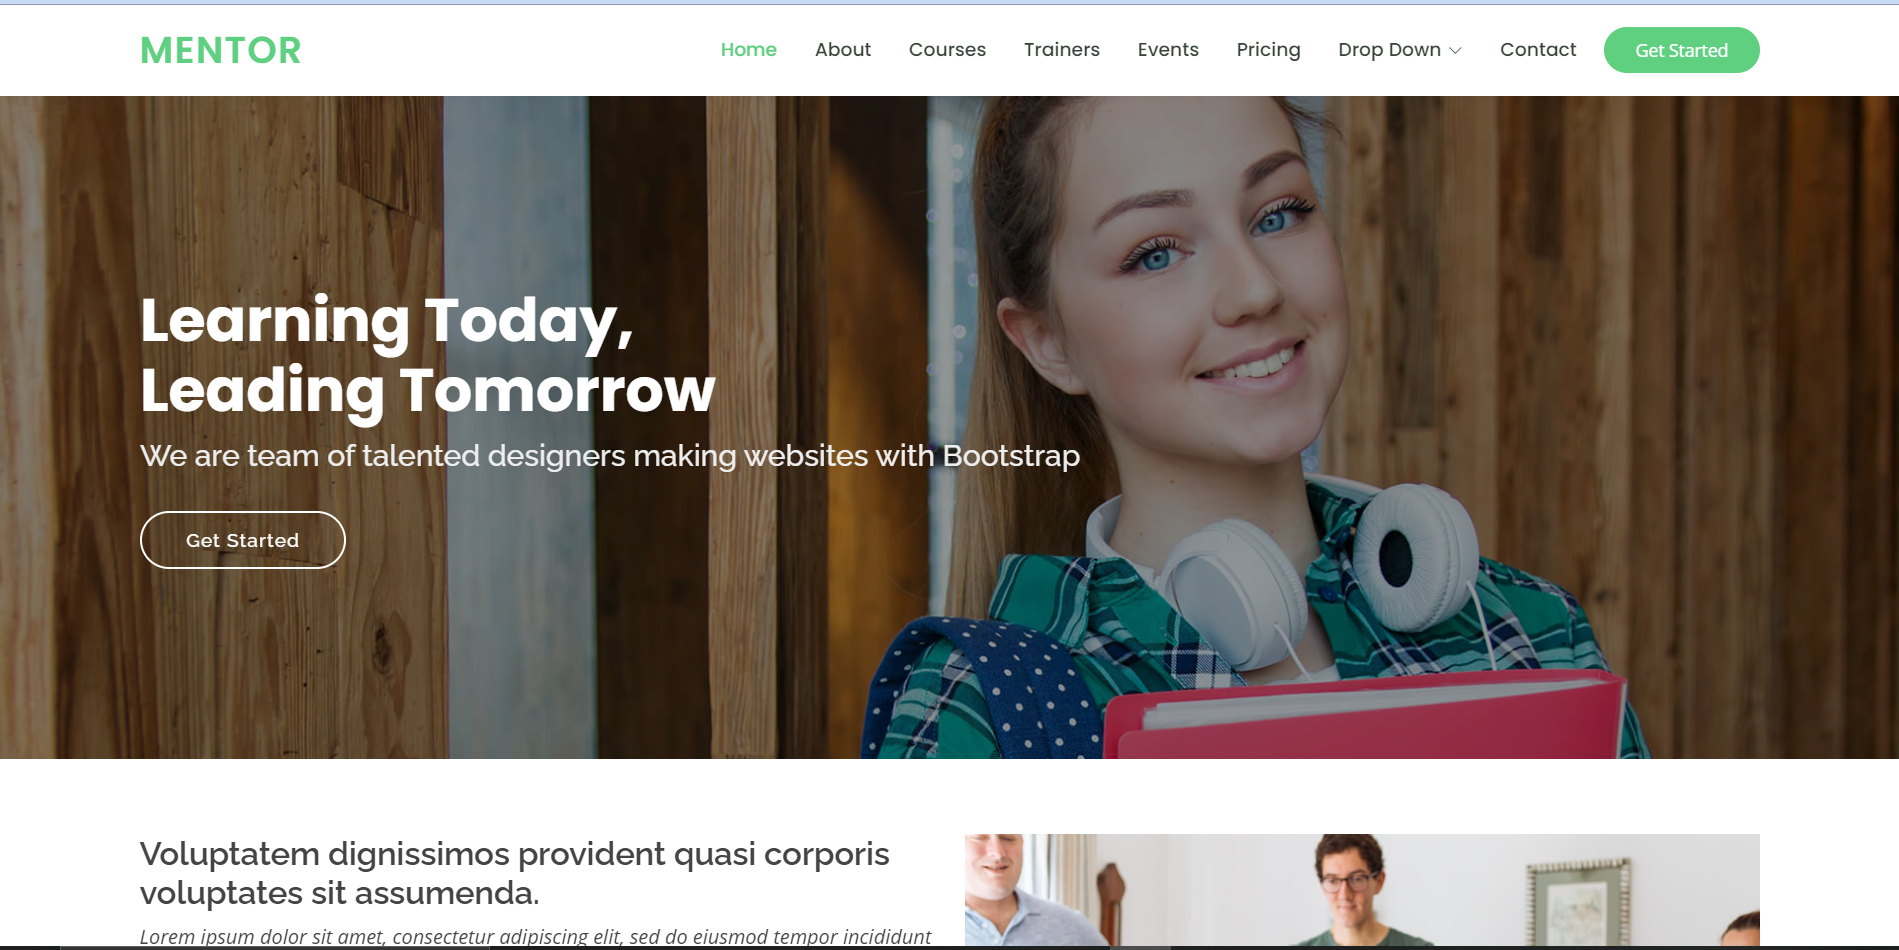 MENTOR
Home About Courses Trainers Events Pricing Drop Down Contact Get Started
Learning Today,
Leading Tomorrow
We are team of talented designers making websites with Bootstrap
Get Started
Voluptatem dignissimos provident quasi corporis
voluptates sit assumenda.
Lorem ipsum dolor sit amet, consectetur adipiscing elit, sed do eiusmod tempor incididunt